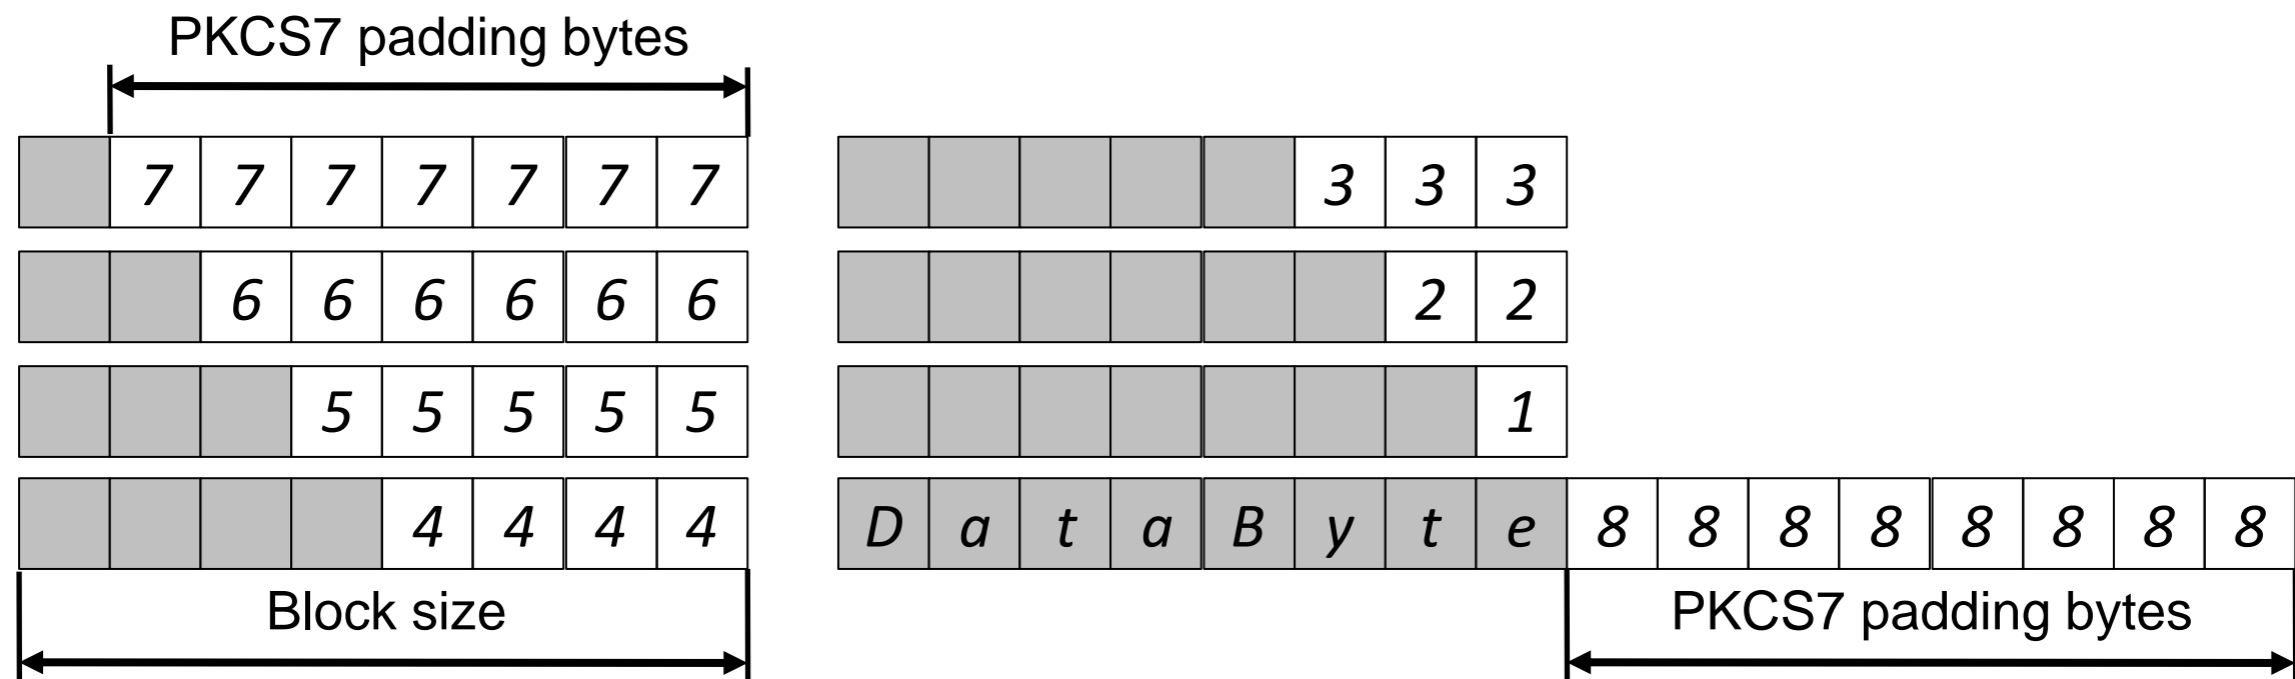 PKCS7 padding bytes
7 7 7 7 7 7 7
3 3 3
6 6 6 6 6 6
2 2
5 5 5 5 5
1
4 4 4 4
D a t a B y t e 8 8 8 8 8 8 8 8
Block size
PKCS7 padding bytes